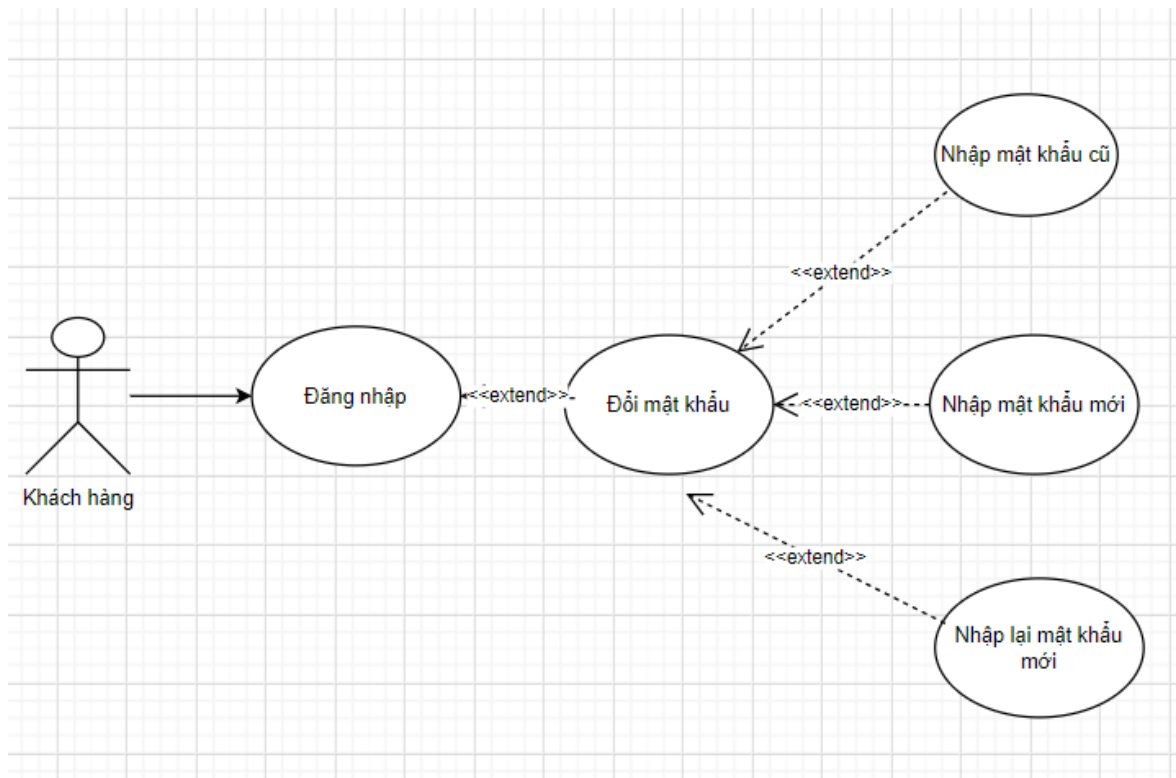 Nhập mật khẩu cũ
<<extend>>
Khách hàng
Đăng nhập
<<extend>>
Đổi mật khẩu
<<extend>>
Nhập mật khẩu mới
<<extend>>
Nhập lại mật khẩu
mới